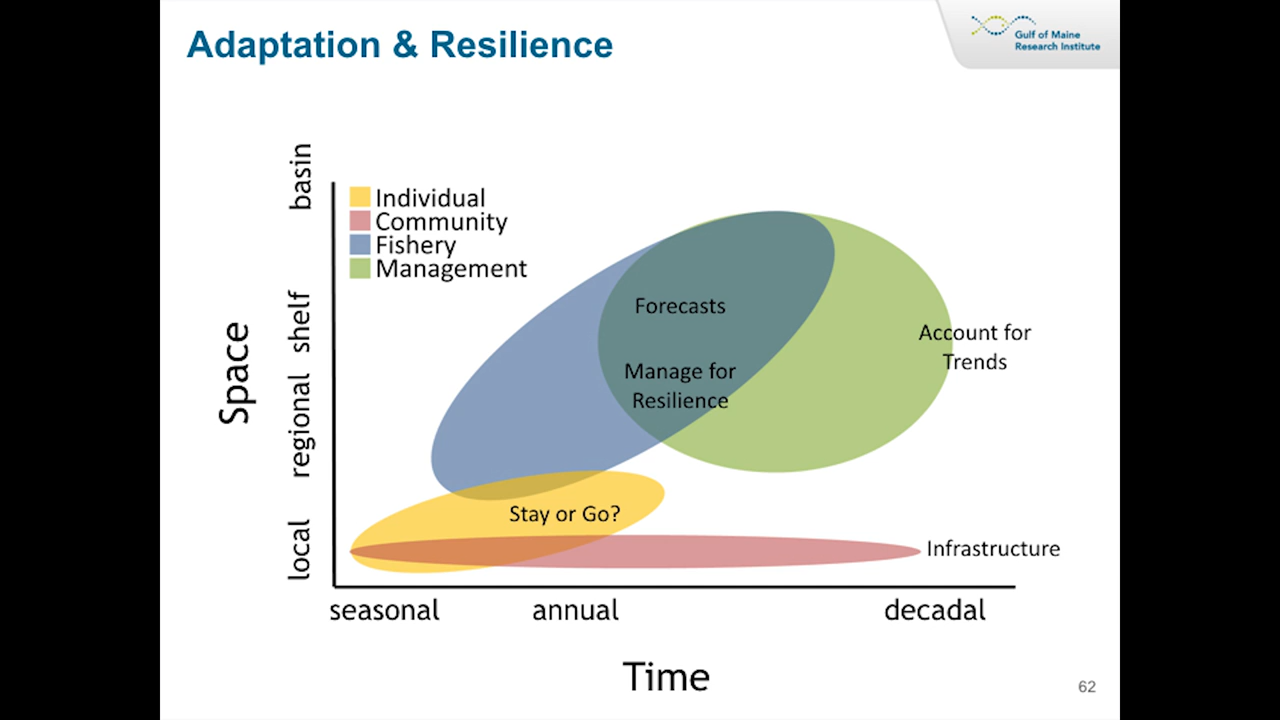 Adaptation & Resilience
Gulf of Maine
Research Institute
basin
shelf
regional
local
Space
Individual
Community
Fishery
Management
Forecasts
Manage for
Resilience
Account for
Trends
Stay or Go?
Infrastructure
seasonal
annual
decadal
Time
62